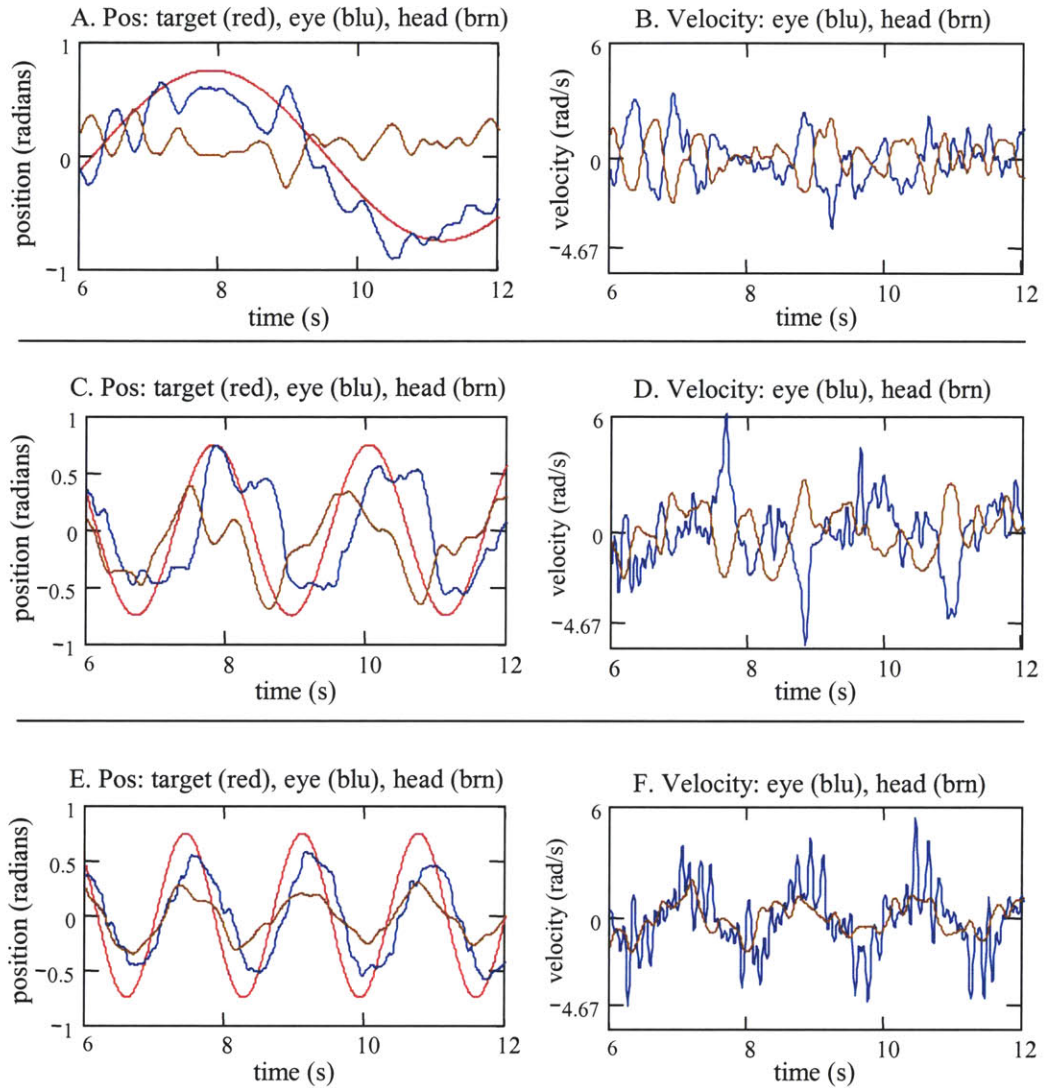 A. Pos: target (red), eye (blu), head (brn)
position (radians)
1
0
−1
6
8
10
12
time (s)
B. Velocity: eye (blu), head (brn)
velocity (rad/s)
6
0
−4.67
6
8
10
12
time (s)
C. Pos: target (red), eye (blu), head (brn)
position (radians)
1
0.5
0
−0.5
−1
6
8
10
12
time (s)
D. Velocity: eye (blu), head (brn)
velocity (rad/s)
6
0
−4.67
6
8
10
12
time (s)
E. Pos: target (red), eye (blu), head (brn)
position (radians)
1
0.5
0
−0.5
−1
6
8
10
12
time (s)
F. Velocity: eye (blu), head (brn)
velocity (rad/s)
6
0
−4.67
6
8
10
12
time (s)